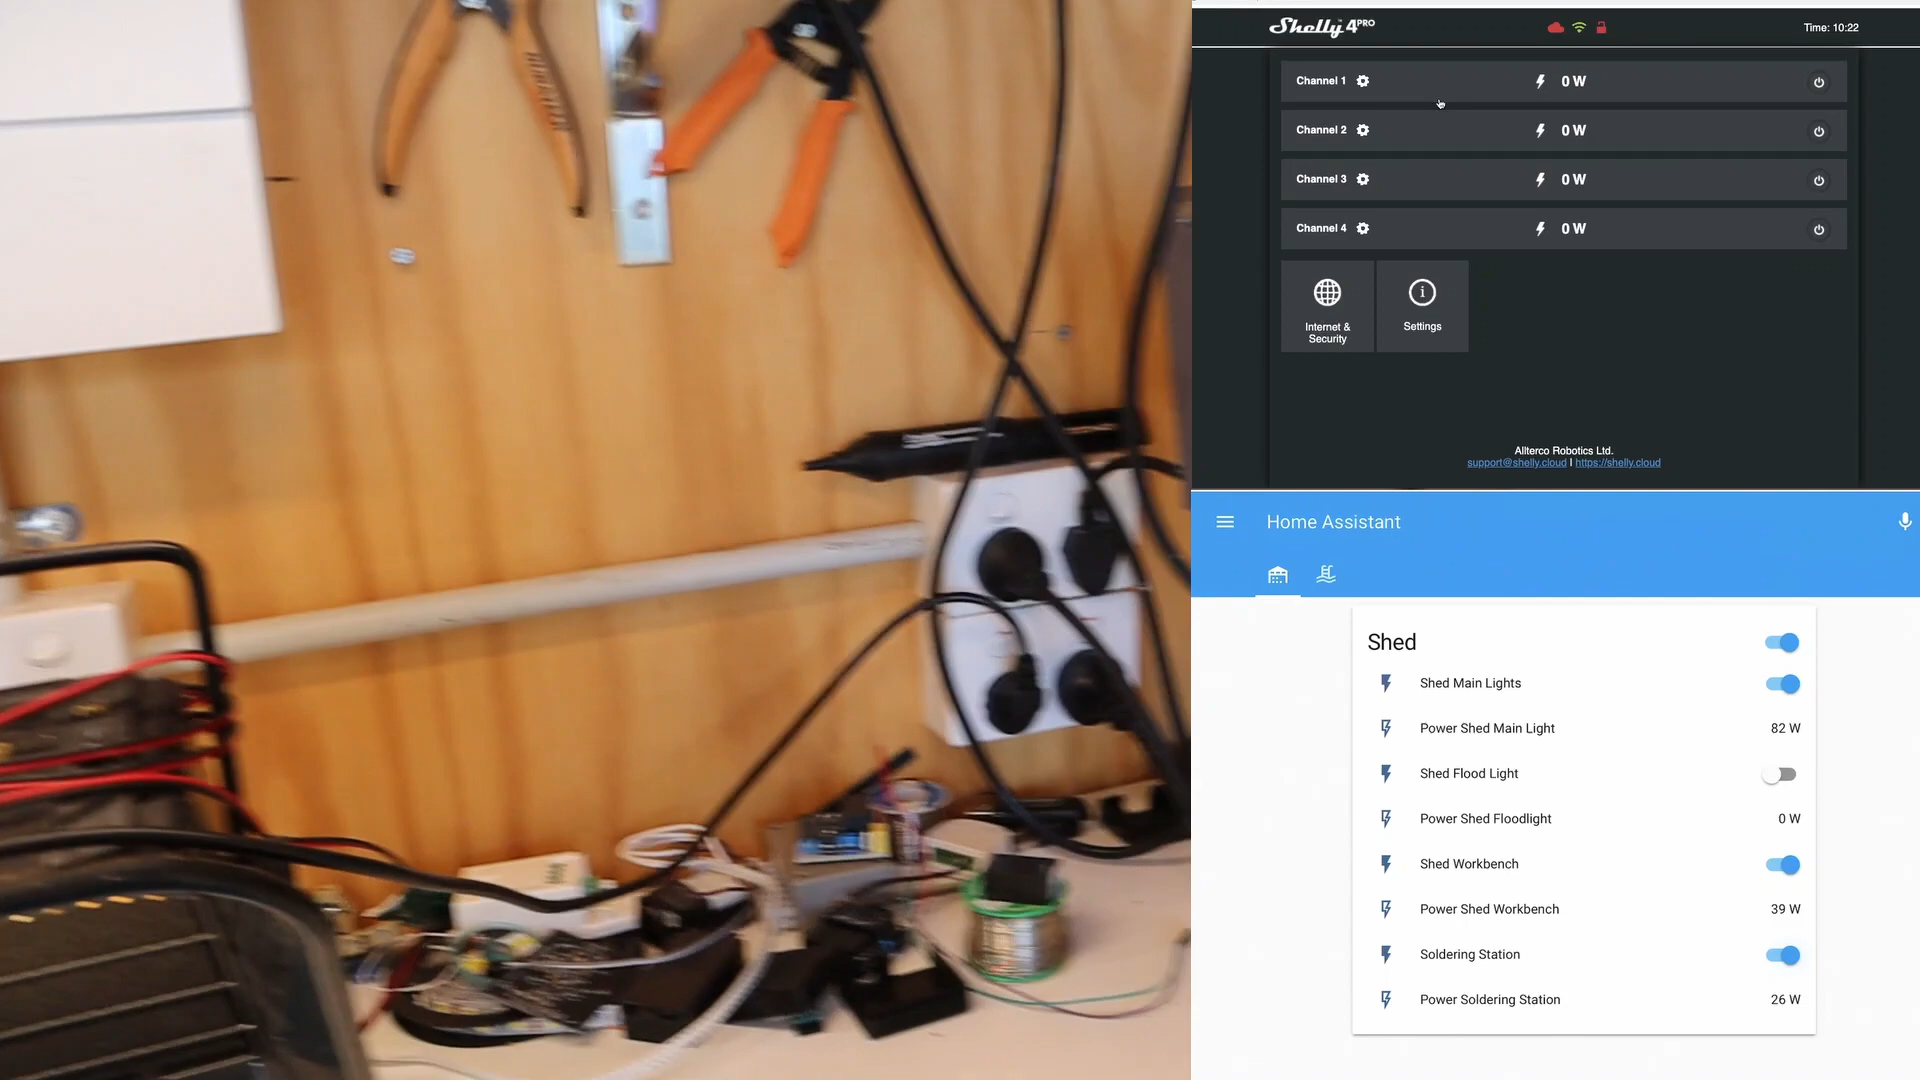 Shelly 4PRO
Time: 10:22
Channel 1
0 W
Channel 2
0 W
Channel 3
0 W
Channel 4
0 W
Internet &
Security
Settings
Allterco Robotics Ltd.
support@shelly.cloud | https://shelly.cloud
Home Assistant
Shed
Shed Main Lights
Power Shed Main Light 82 W
Shed Flood Light
Power Shed Floodlight 0 W
Shed Workbench
Power Shed Workbench 39 W
Soldering Station
Power Soldering Station 26 W